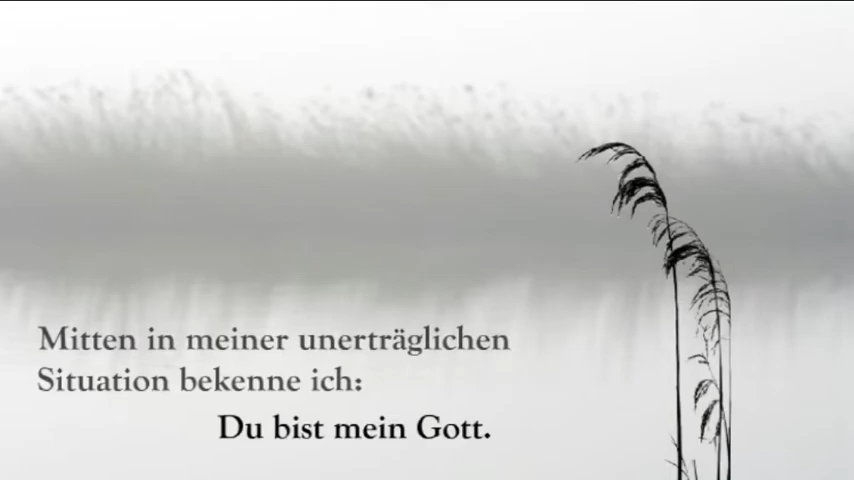 Mitten in meiner unerträglichen
Situation bekenne ich:
Du bist mein Gott.